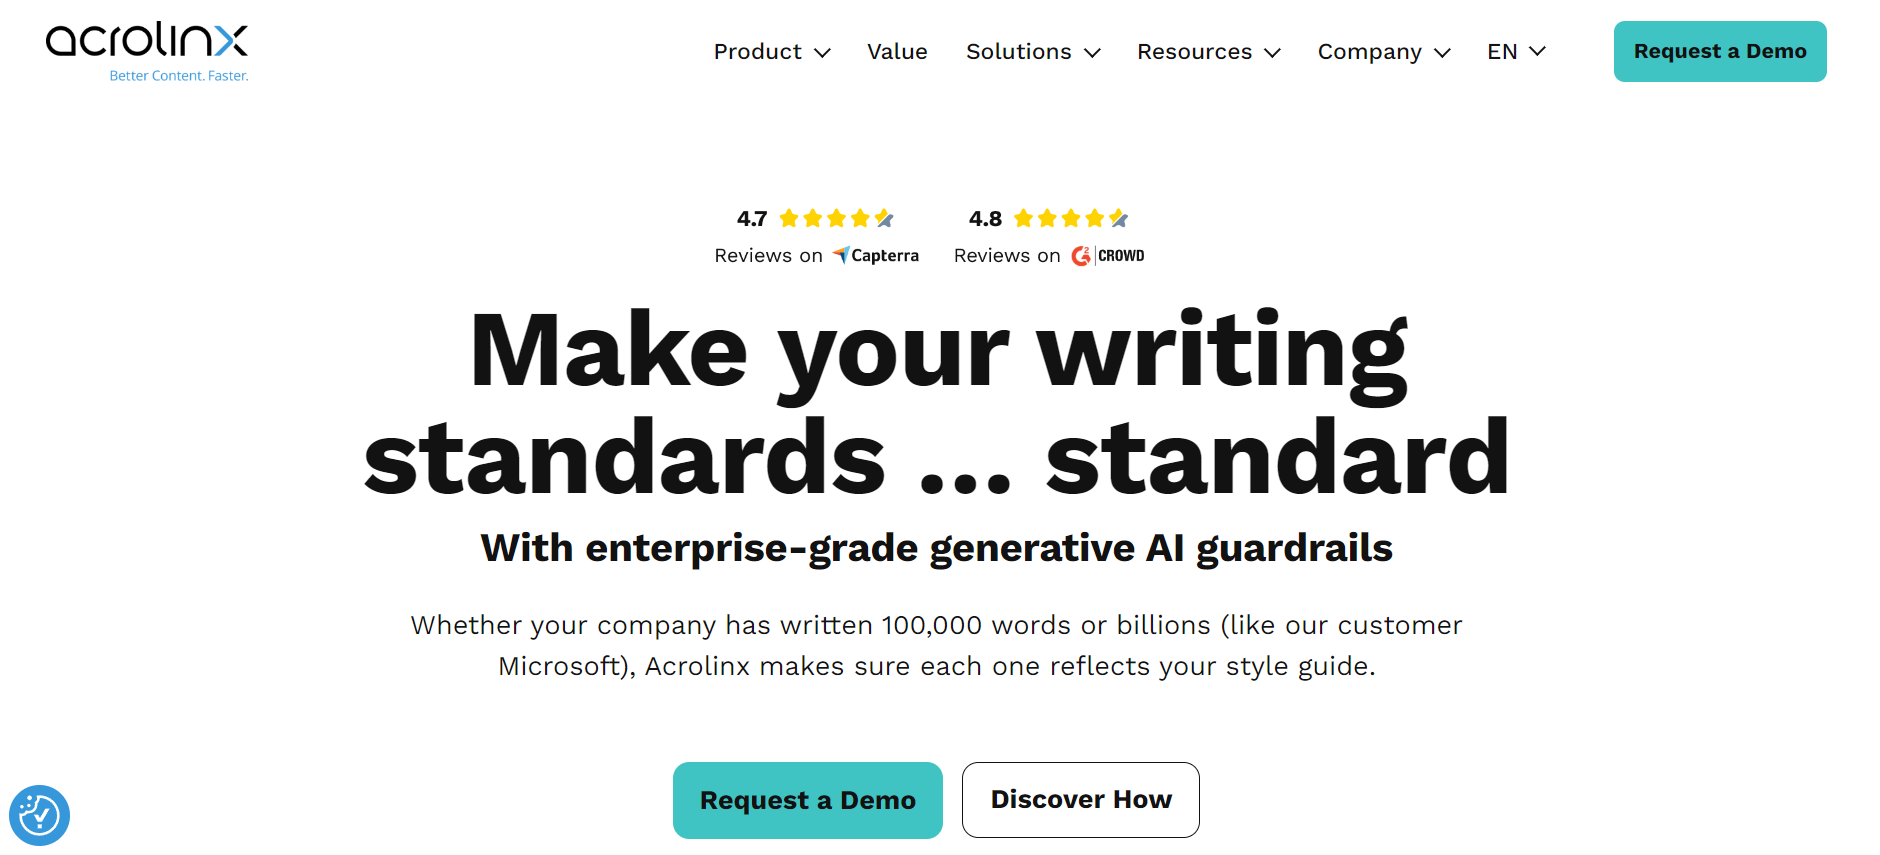 acrolinx
Better Content. Faster.
Product
Value
Solutions
Resources
Company
EN
Request a Demo
4.7
Reviews on Capterra
4.8
Reviews on G2 CROWD
Make your writing
standards ... standard
With enterprise-grade generative AI guardrails
Whether your company has written 100,000 words or billions (like our customer
Microsoft), Acrolinx makes sure each one reflects your style guide.
Request a Demo
Discover How